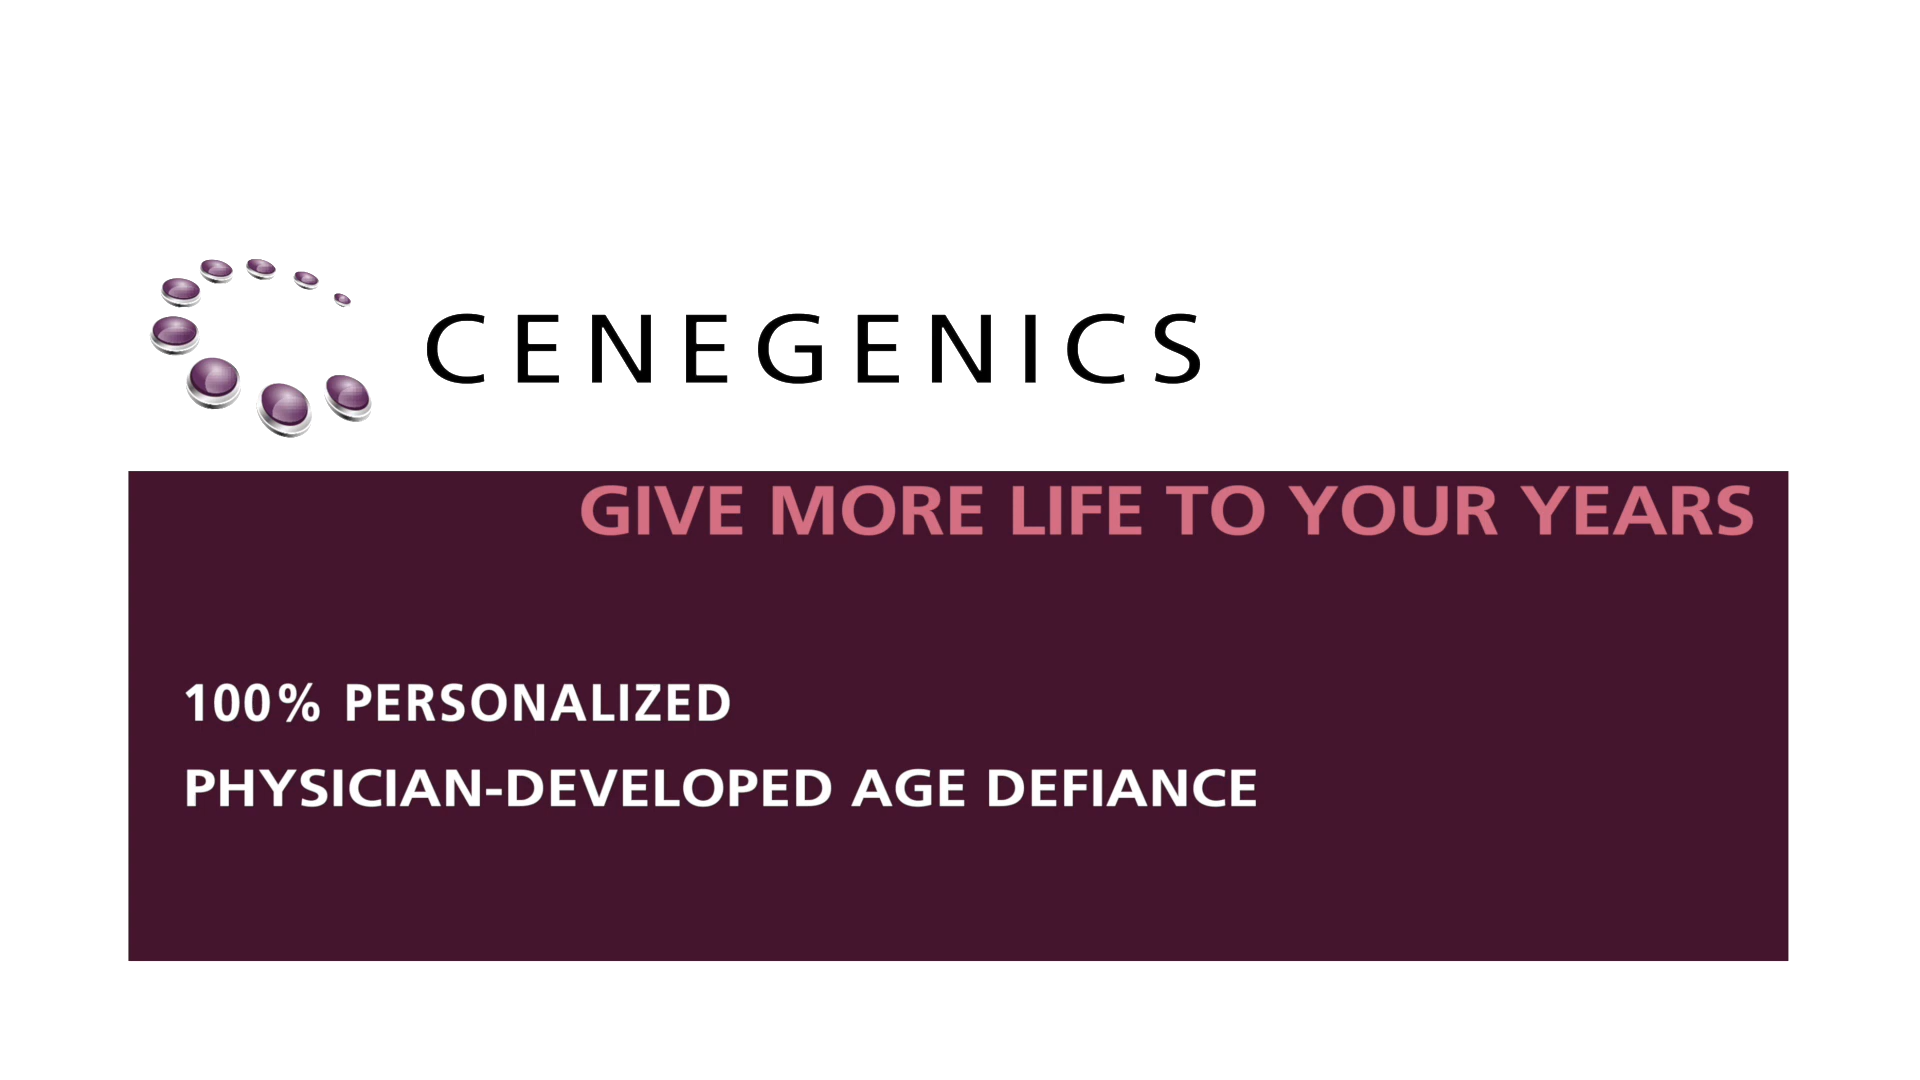 CENEGENICS
GIVE MORE LIFE TO YOUR YEARS
100% PERSONALIZED
PHYSICIAN-DEVELOPED AGE DEFIANCE